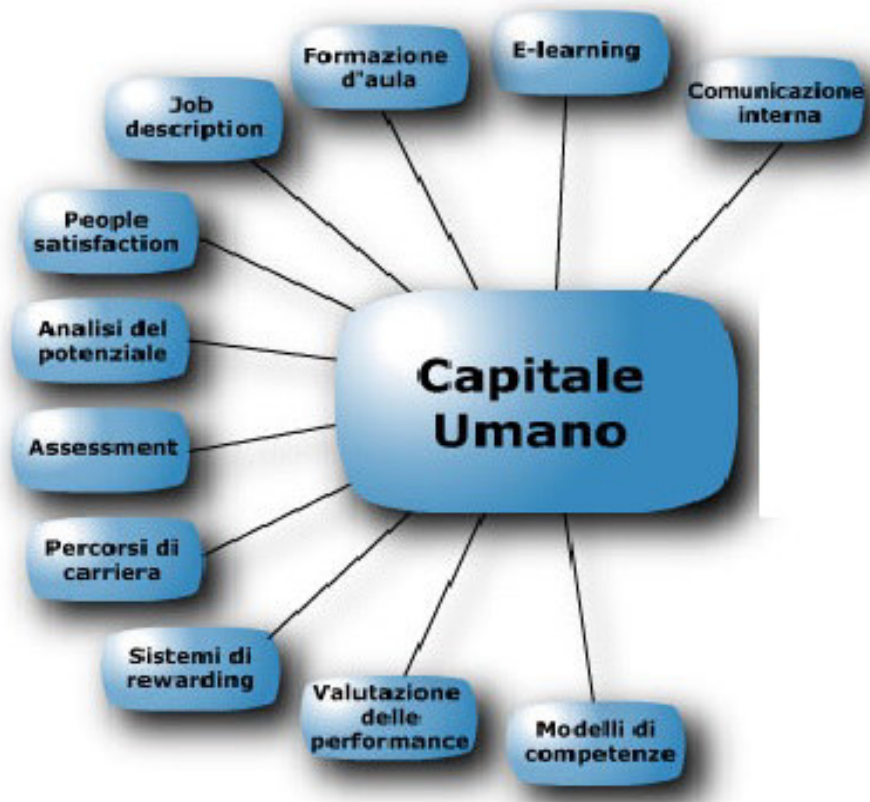 Formazione
d'aula
E-learning
Comunicazione
interna
Job
description
People
satisfaction
Analisi del
potenziale
Assessment
Percorsi di
carriera
Sistemi di
rewarding
Valutazione
delle
performance
Modelli di
competenze
Capitale
Umano